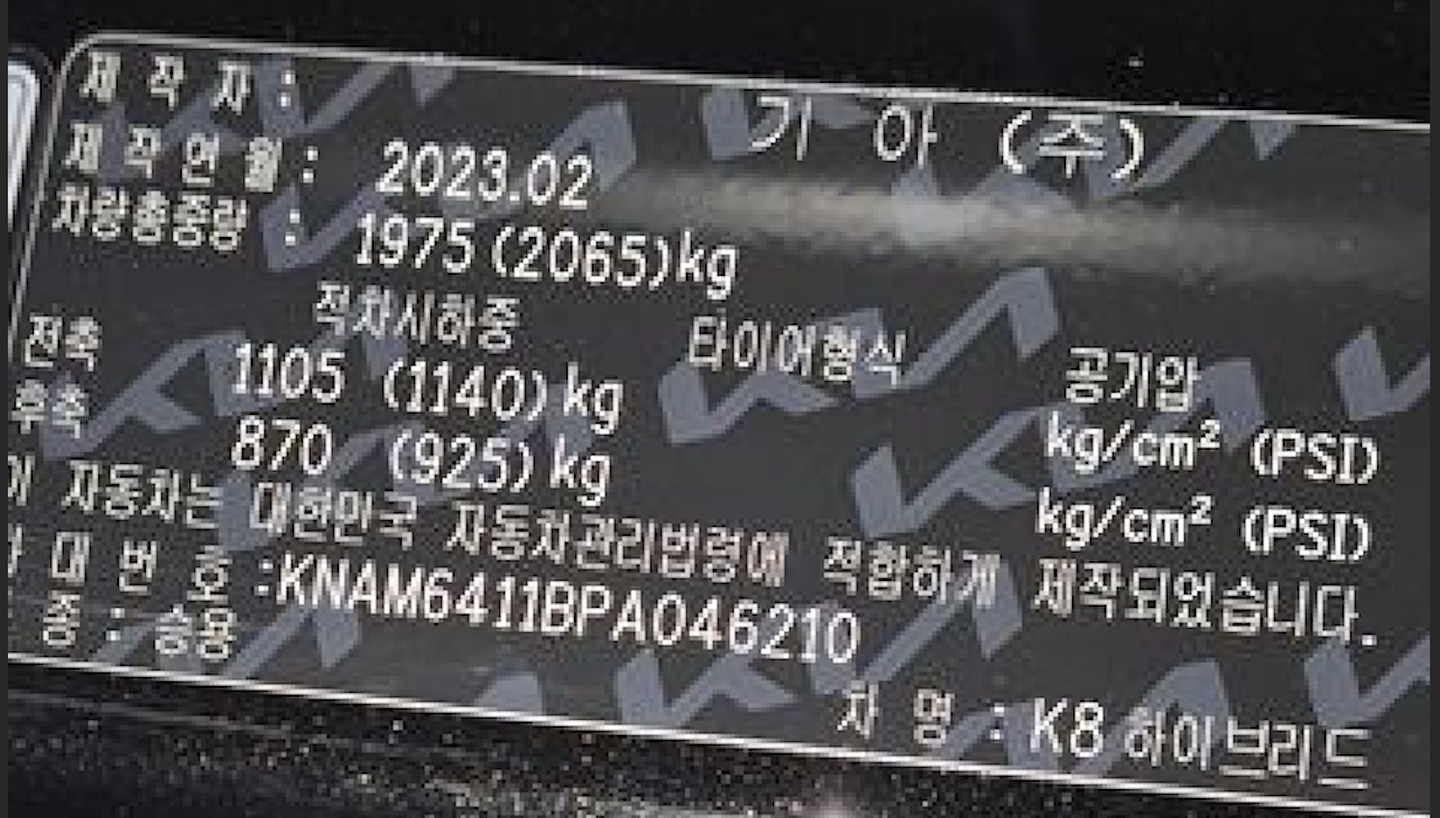 제 작 자 : 기 아 (주)
제 작 연 월 : 2023.02
차량총중량 : 1975 (2065)kg
적차시하중 타이어형식 공기압
전축 1105 (1140) kg kg/cm² (PSI)
후축 870 (925) kg kg/cm² (PSI)
이 자동차는 대한민국 자동차관리법령에 적합하게 제작되었습니다.
차 대 번 호 :KNAM6411BPA046210
종 : 승용 차 명 : K8 하이브리드